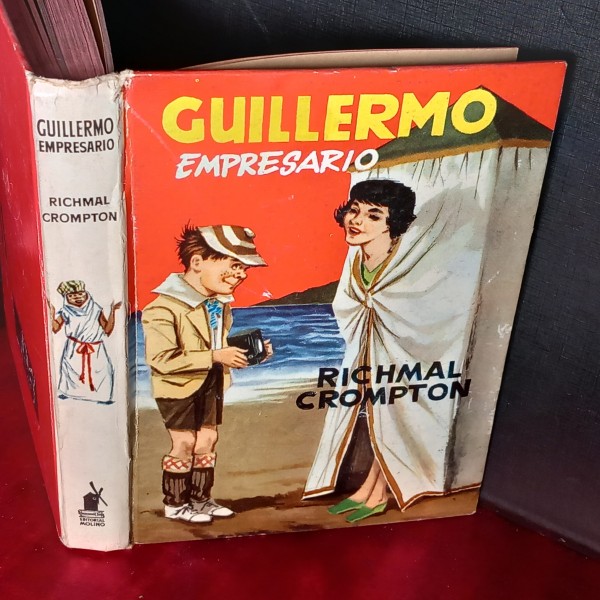 GUILLERMO
EMPRESARIO
RICHMAL
CROMPTON
EDITORIAL
MOLINO
GUILLERMO
EMPRESARIO
RICHMAL
CROMPTON